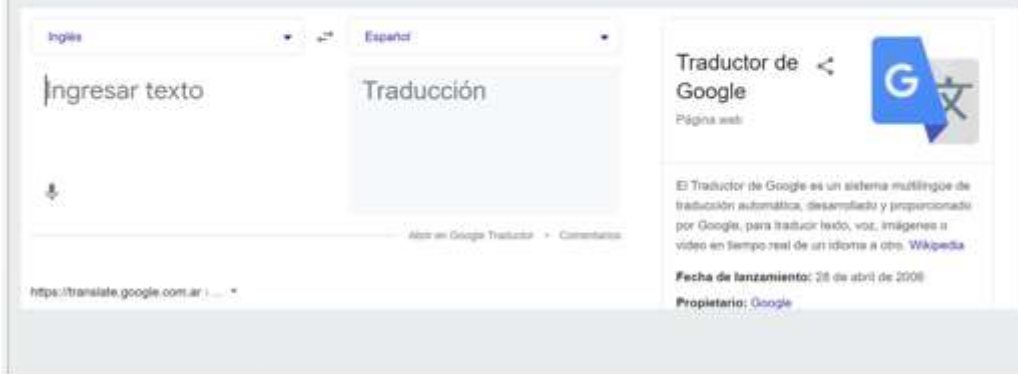 Inglés
Español
Ingresar texto
Traducción
Abrir en Google Traductor • Comentarios
https://translate.google.com.ar › ...
Traductor de
Google
Página web
G 文
El Traductor de Google es un sistema multilingüe de
traducción automática, desarrollado y proporcionado
por Google, para traducir texto, voz, imágenes o
video en tiempo real de un idioma a otro. Wikipedia
Fecha de lanzamiento: 28 de abril de 2006
Propietario: Google